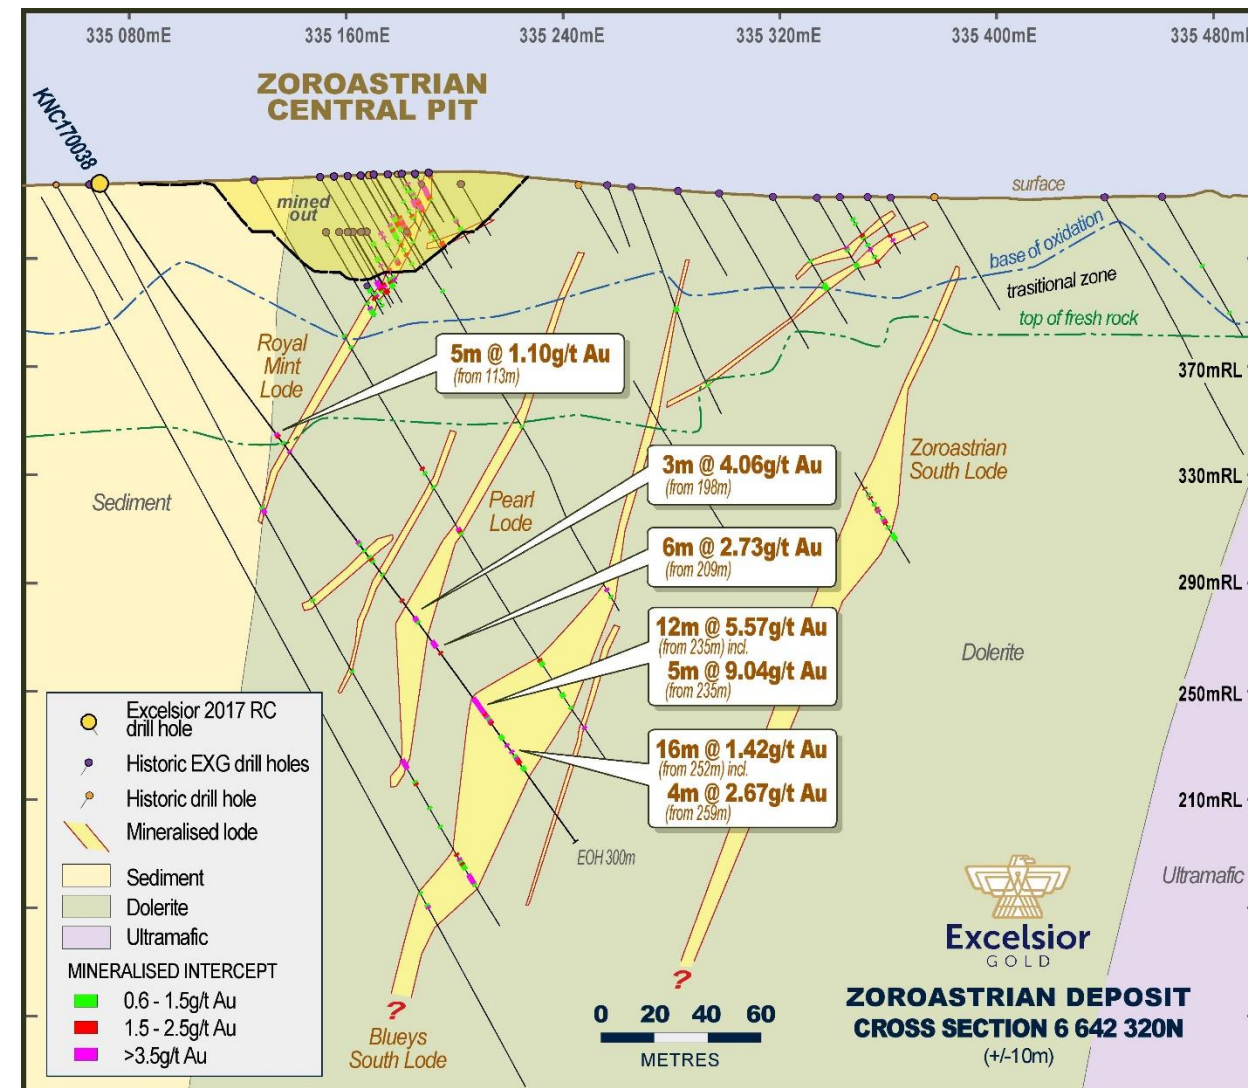 335 080mE
335 160mE
335 240mE
335 320mE
335 400mE
335 480mE
ZOROASTRIAN
CENTRAL PIT
KNC170038
mined
out
surface
base of oxidation
trasitional zone
top of fresh rock
Royal
Mint
Lode
5m @ 1.10g/t Au
(from 113m)
370mRL
Sediment
Pearl
Lode
3m @ 4.06g/t Au
(from 198m)
Zoroastrian
South Lode
330mRL
6m @ 2.73g/t Au
(from 209m)
290mRL
12m @ 5.57g/t Au
(from 235m) incl.
5m @ 9.04g/t Au
(from 235m)
Dolerite
250mRL
16m @ 1.42g/t Au
(from 252m) incl.
4m @ 2.67g/t Au
(from 259m)
210mRL
EOH 300m
Ultramafic
Excelsior 2017 RC
drill hole
Historic EXG drill holes
Historic drill hole
Mineralised lode
Sediment
Dolerite
Ultramafic
MINERALISED INTERCEPT
0.6 - 1.5g/t Au
1.5 - 2.5g/t Au
>3.5g/t Au
?
Blueys
South Lode
?
0 20 40 60
METRES
Excelsior
GOLD
ZOROASTRIAN DEPOSIT
CROSS SECTION 6 642 320N
(+/-10m)